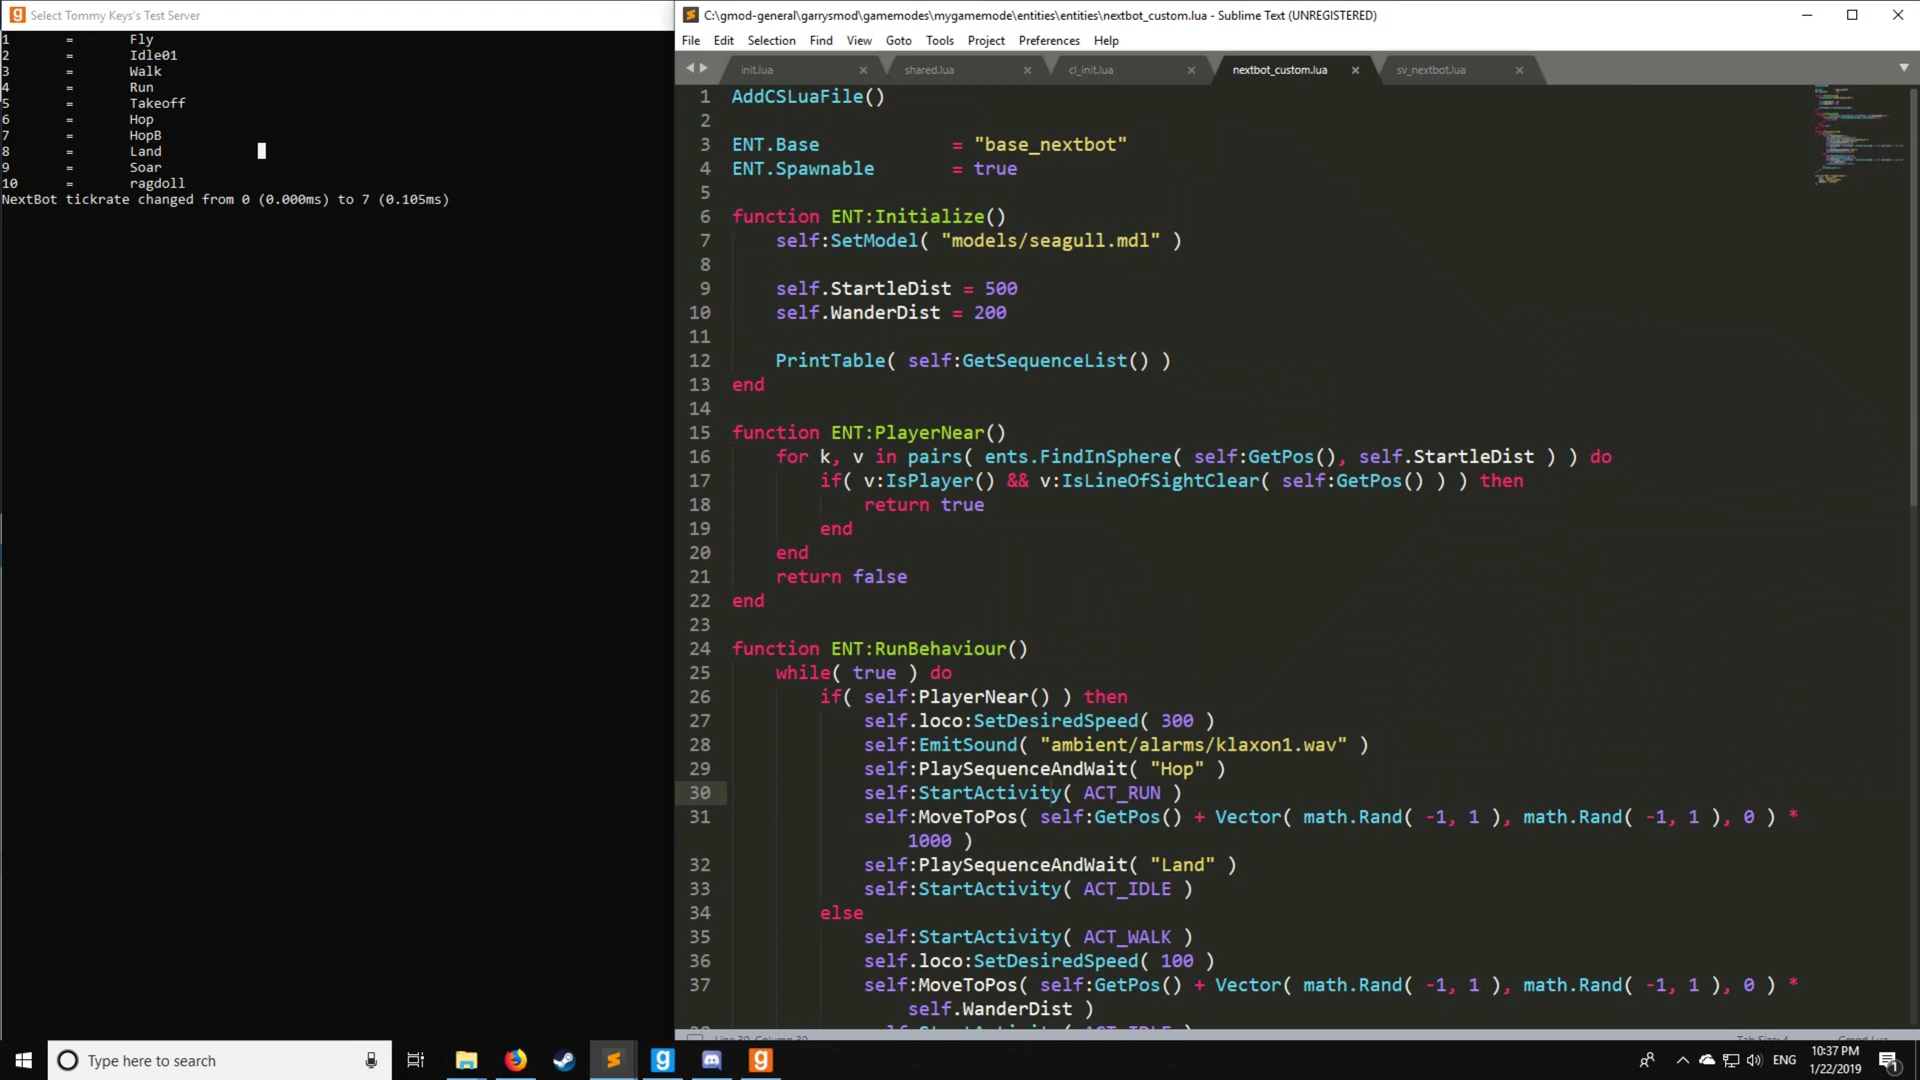 Select Tommy Keys's Test Server
1 = Fly
2 = Idle01
3 = Walk
4 = Run
5 = Takeoff
6 = Hop
7 = HopB
8 = Land
9 = Soar
10 = ragdoll
NextBot tickrate changed from 0 (0.000ms) to 7 (0.105ms)
C:\gmod-general\garrysmod\gamemodes\mygamemode\entities\entities\nextbot_custom.lua - Sublime Text (UNREGISTERED)
File Edit Selection Find View Goto Tools Project Preferences Help
init.lua shared.lua cl_init.lua nextbot_custom.lua sv_nextbot.lua
1 AddCSLuaFile()
2
3 ENT.Base = "base_nextbot"
4 ENT.Spawnable = true
5
6 function ENT:Initialize()
7 self:SetModel( "models/seagull.mdl" )
8
9 self.StartleDist = 500
10 self.WanderDist = 200
11
12 PrintTable( self:GetSequenceList() )
13 end
14
15 function ENT:PlayerNear()
16 for k, v in pairs( ents.FindInSphere( self:GetPos(), self.StartleDist ) ) do
17 if( v:IsPlayer() && v:IsLineOfSightClear( self:GetPos() ) ) then
18 return true
19 end
20 end
21 return false
22 end
23
24 function ENT:RunBehaviour()
25 while( true ) do
26 if( self:PlayerNear() ) then
27 self.loco:SetDesiredSpeed( 300 )
28 self:EmitSound( "ambient/alarms/klaxon1.wav" )
29 self:PlaySequenceAndWait( "Hop" )
30 self:StartActivity( ACT_RUN )
31 self:MoveToPos( self:GetPos() + Vector( math.Rand( -1, 1 ), math.Rand( -1, 1 ), 0 ) *
1000 )
32 self:PlaySequenceAndWait( "Land" )
33 self:StartActivity( ACT_IDLE )
34 else
35 self:StartActivity( ACT_WALK )
36 self.loco:SetDesiredSpeed( 100 )
37 self:MoveToPos( self:GetPos() + Vector( math.Rand( -1, 1 ), math.Rand( -1, 1 ), 0 ) *
self.WanderDist )
Type here to search
ENG
10:37 PM
1/22/2019
1